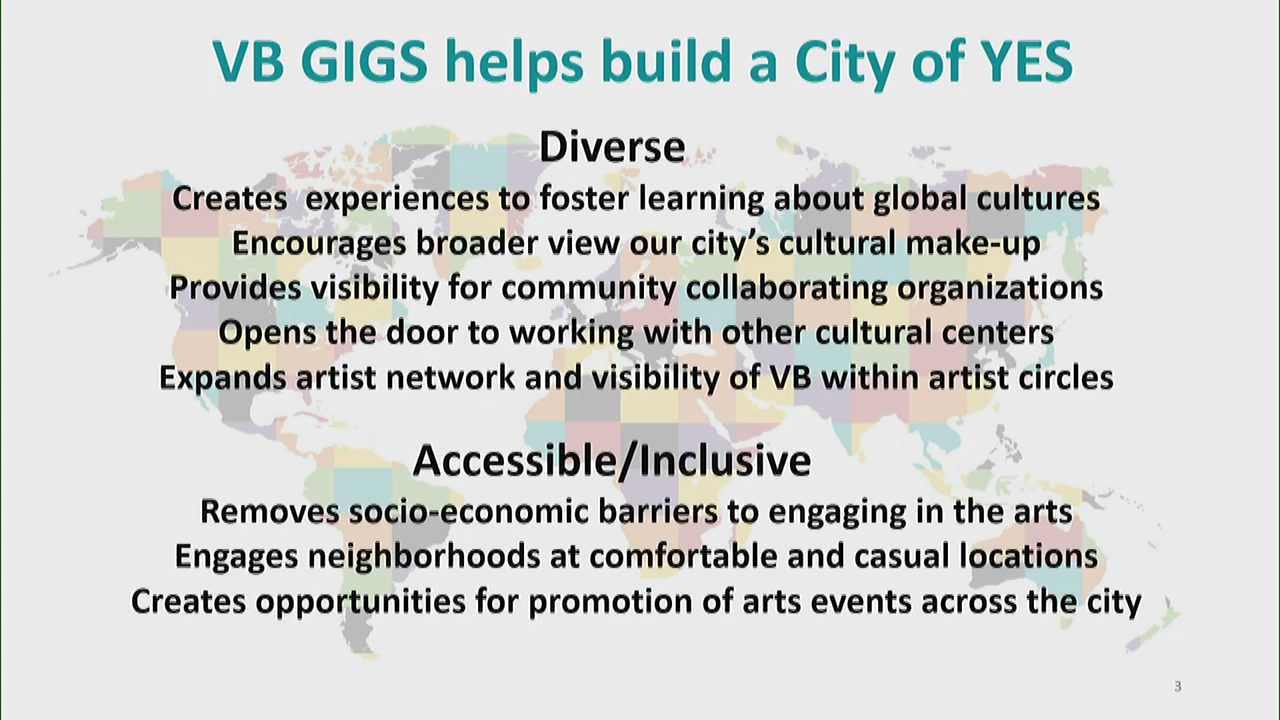 VB GIGS helps build a City of YES
Diverse
Creates  experiences to foster learning about global cultures
Encourages broader view our city’s cultural make-up
Provides visibility for community collaborating organizations
Opens the door to working with other cultural centers
Expands artist network and visibility of VB within artist circles
Accessible/Inclusive
Removes socio-economic barriers to engaging in the arts
Engages neighborhoods at comfortable and casual locations
Creates opportunities for promotion of arts events across the city
3